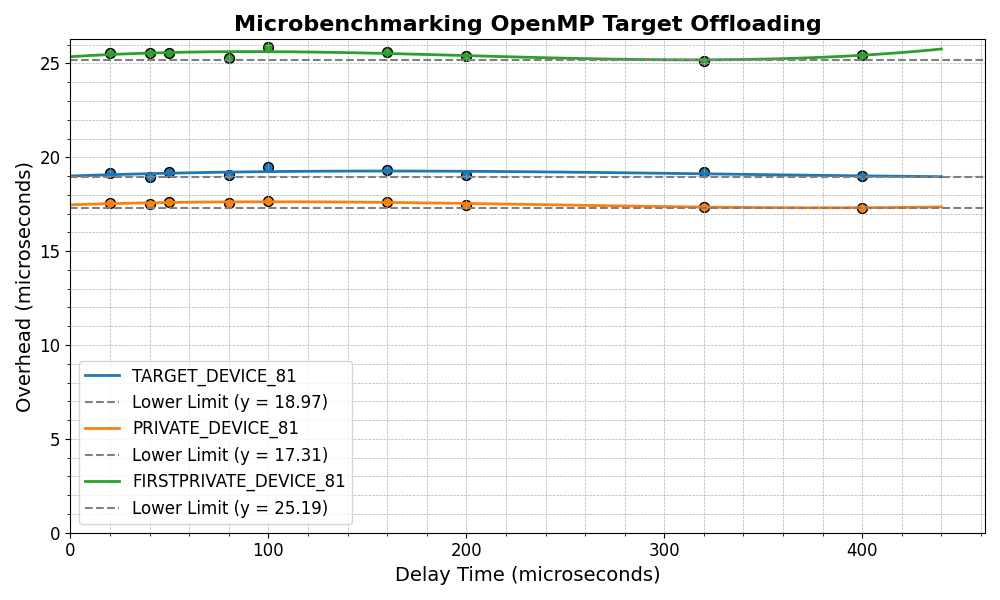 Microbenchmarking OpenMP Target Offloading
Overhead (microseconds)
25
20
15
10
5
0
TARGET_DEVICE_81
Lower Limit (y = 18.97)
PRIVATE_DEVICE_81
Lower Limit (y = 17.31)
FIRSTPRIVATE_DEVICE_81
Lower Limit (y = 25.19)
0 100 200 300 400
Delay Time (microseconds)